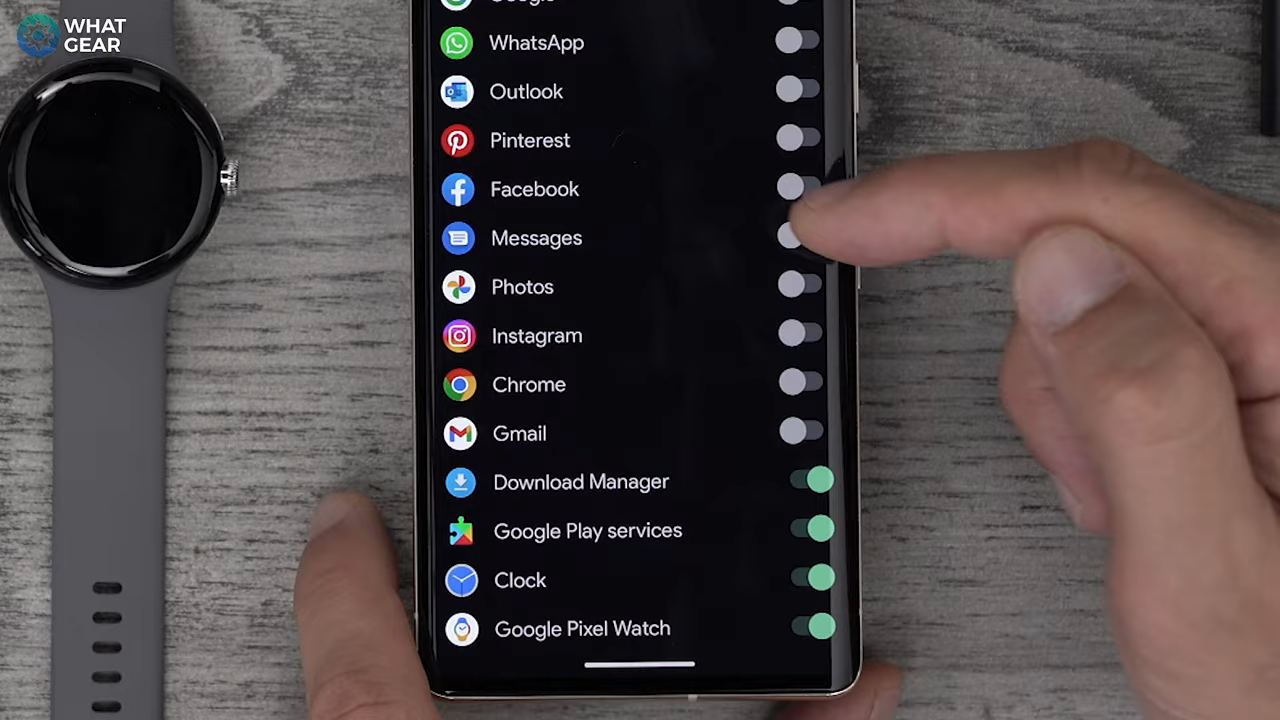 WHAT
GEAR
Google
WhatsApp
Outlook
Pinterest
Facebook
Messages
Photos
Instagram
Chrome
Gmail
Download Manager
Google Play services
Clock
Google Pixel Watch